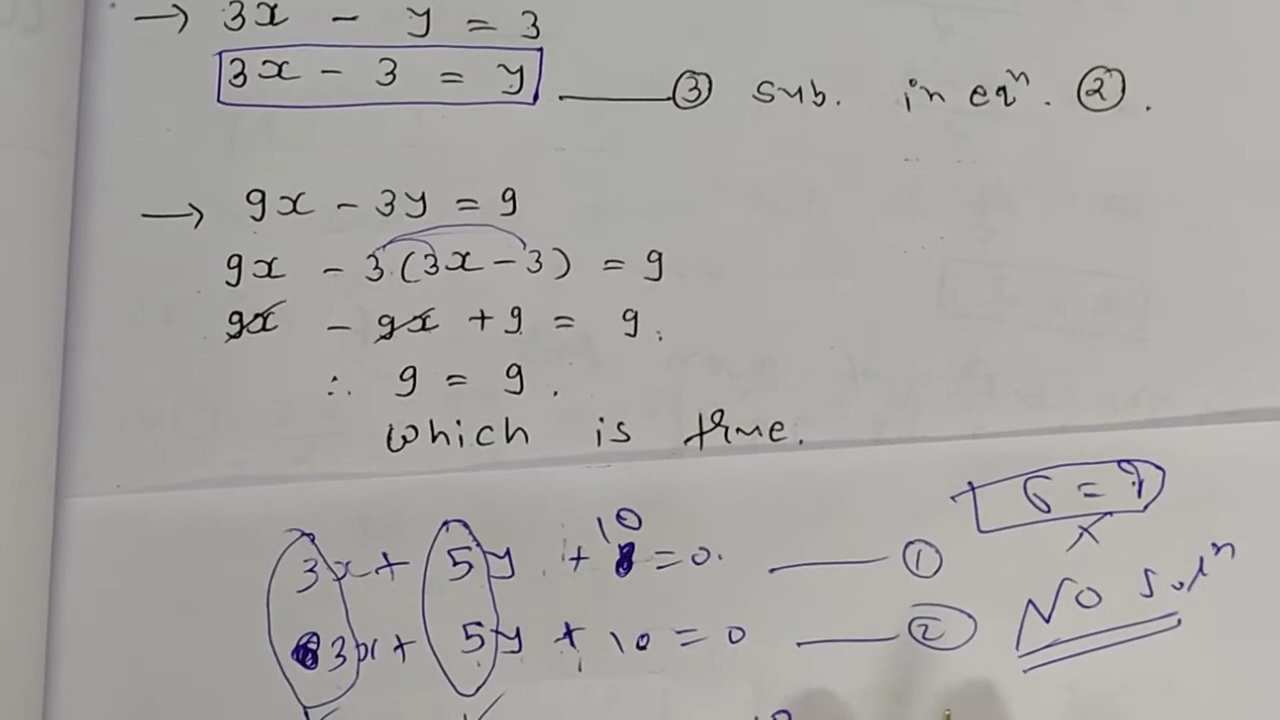 → 3x - y = 3
3x - 3 = y —— ③ sub. in eqⁿ. ②.
→ 9x - 3y = 9
9x - 3(3x - 3) = 9
9x - 9x + 9 = 9.
∴ 9 = 9.
which is true.
3x + 5y + 10 = 0. —— ①
3x + 5y + 10 = 0 —— ②
× No solⁿ